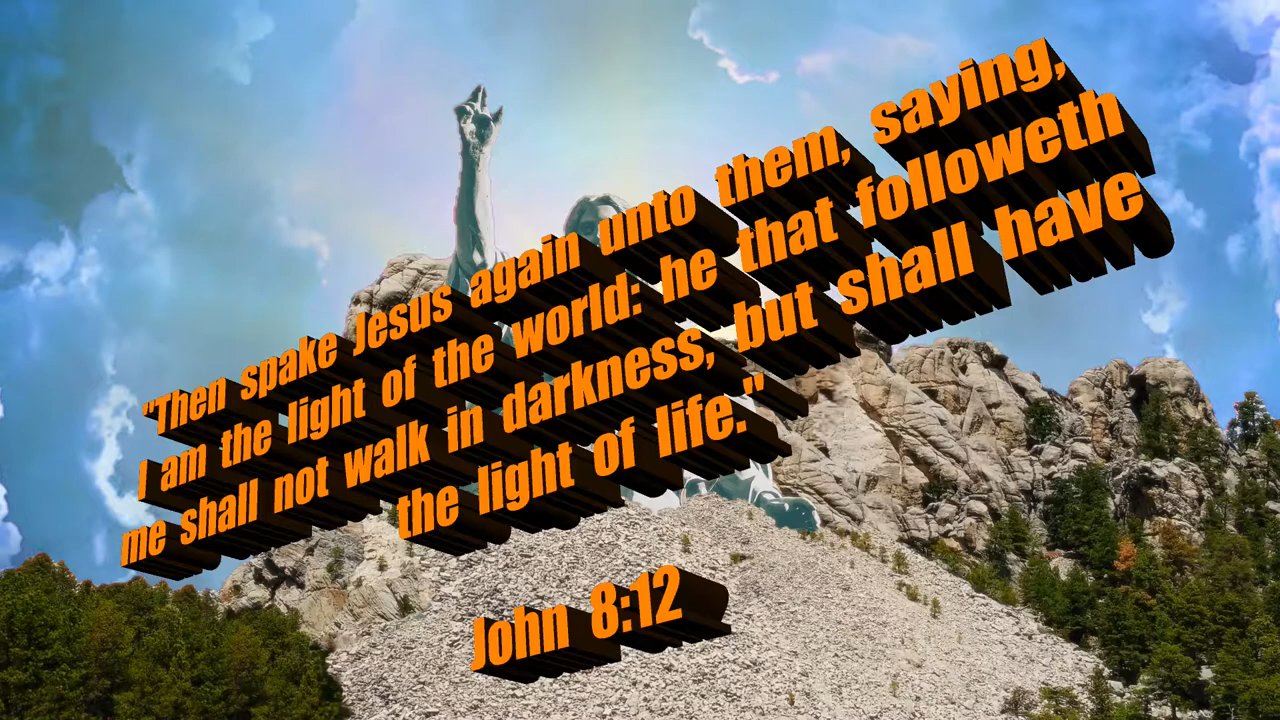 "Then spake Jesus again unto them, saying,
I am the light of the world: he that followeth
me shall not walk in darkness, but shall have
the light of life."
John 8:12